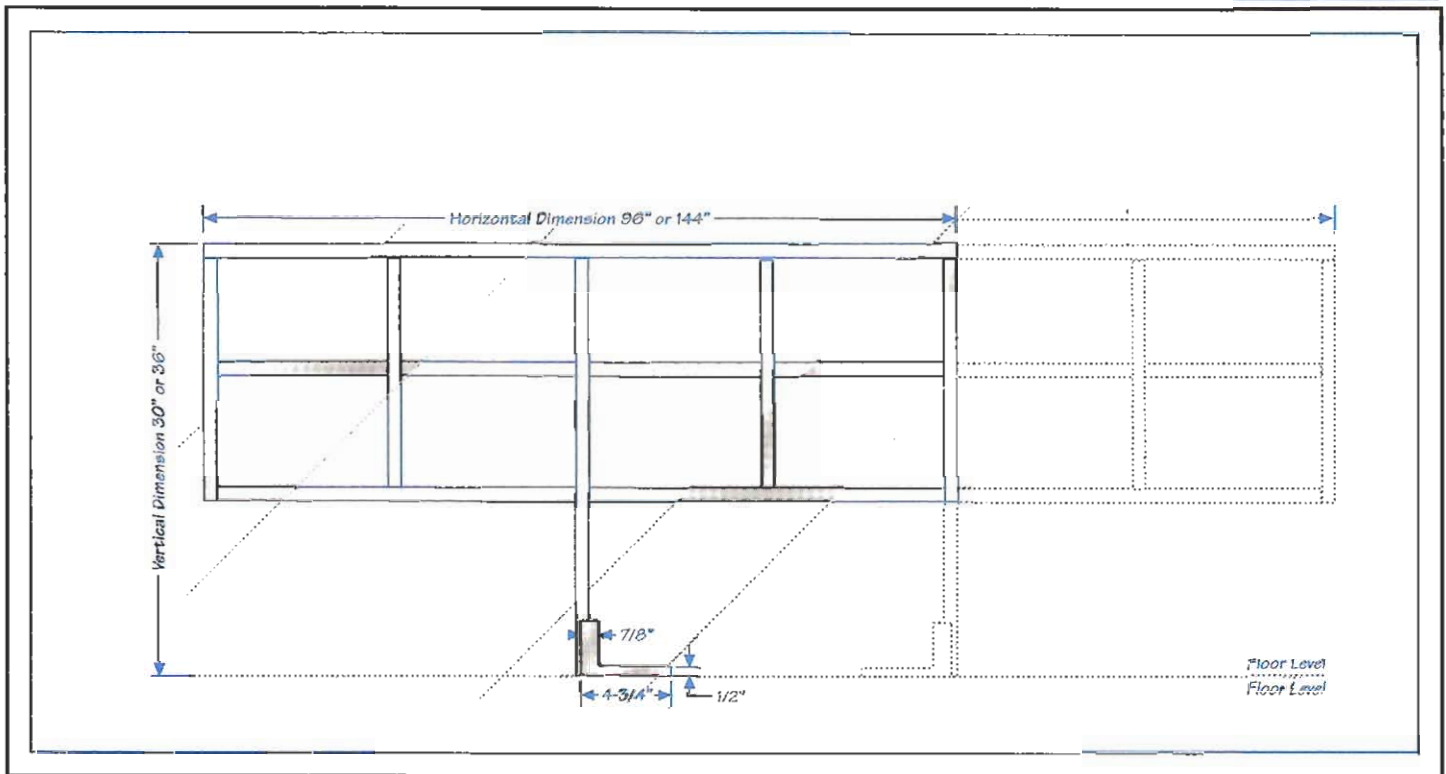 Horizontal Dimension 96" or 144"
Vertical Dimension 30" or 36"
7/8"
4-3/4"
1/2"
Floor Level
Floor Level